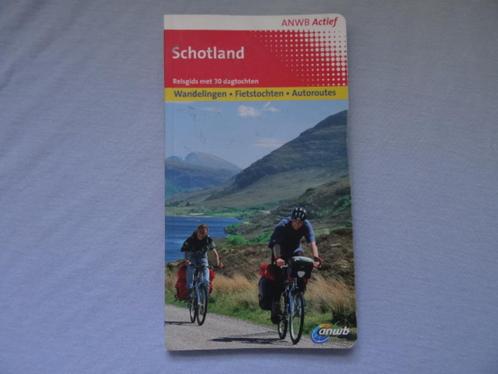 ANWB Actief
Schotland
Reisgids met 30 dagtochten
Wandelingen • Fietstochten • Autoroutes
anwb